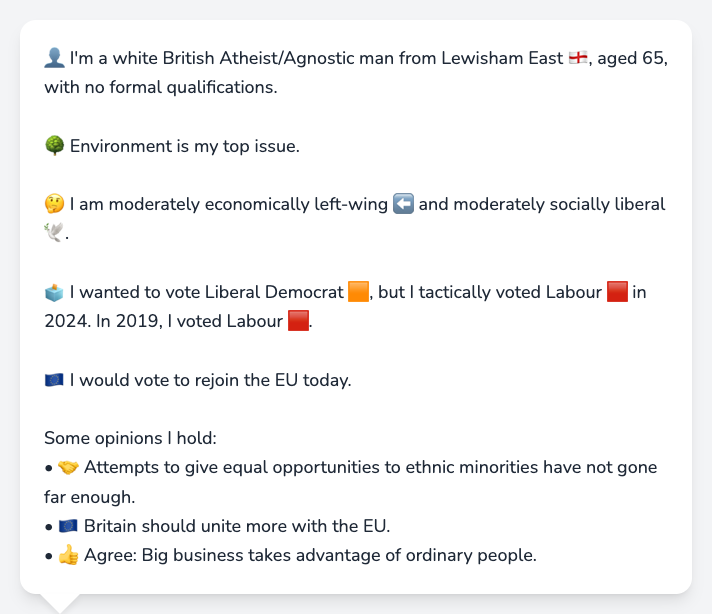 👤 I'm a white British Atheist/Agnostic man from Lewisham East 🏴󠁧󠁢󠁥󠁮󠁧󠁿, aged 65,
with no formal qualifications.
🌳 Environment is my top issue.
🤔 I am moderately economically left-wing ⬅️ and moderately socially liberal
🕊️.
🗳️ I wanted to vote Liberal Democrat 🟧, but I tactically voted Labour 🟥 in
2024. In 2019, I voted Labour 🟥.
🇪🇺 I would vote to rejoin the EU today.
Some opinions I hold:
• 🤝 Attempts to give equal opportunities to ethnic minorities have not gone
far enough.
• 🇪🇺 Britain should unite more with the EU.
• 👍 Agree: Big business takes advantage of ordinary people.